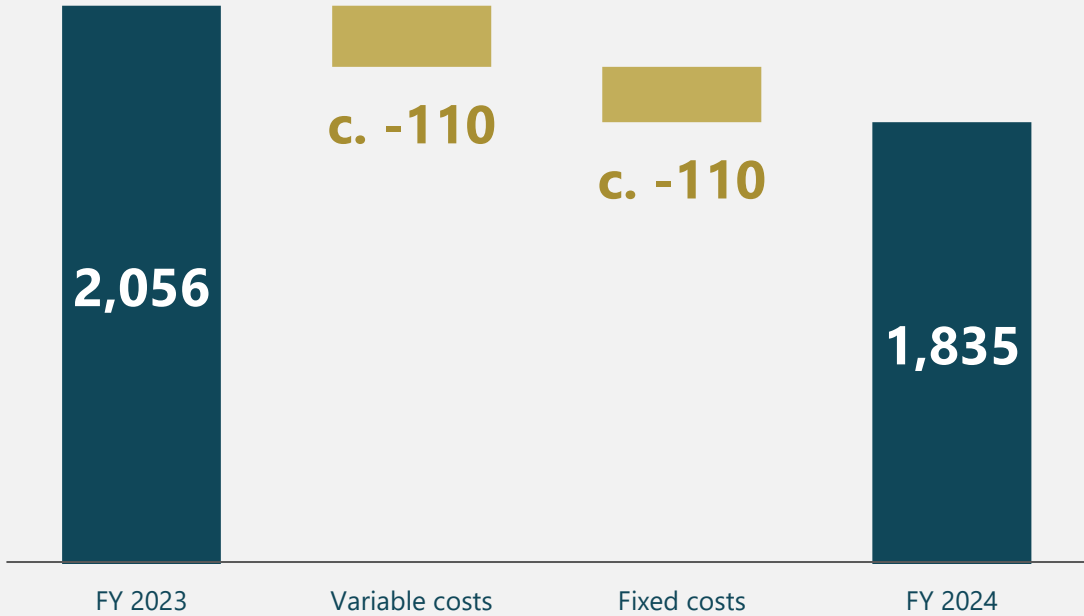 2,056
c. -110
c. -110
1,835
FY 2023
Variable costs
Fixed costs
FY 2024